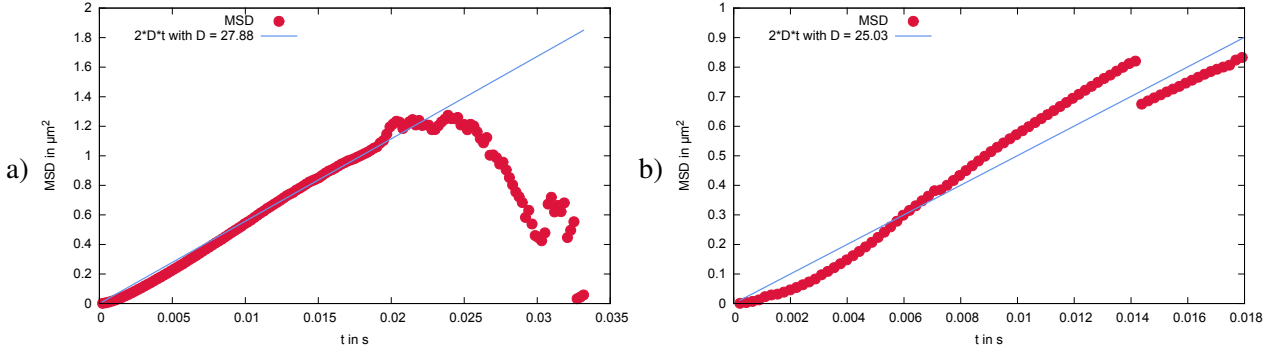 a)
MSD in µm²
2
1.8
1.6
1.4
1.2
1
0.8
0.6
0.4
0.2
0
MSD
2*D*t with D = 27.88
0 0.005 0.01 0.015 0.02 0.025 0.03 0.035
t in s
b)
MSD in µm²
1
0.9
0.8
0.7
0.6
0.5
0.4
0.3
0.2
0.1
0
MSD
2*D*t with D = 25.03
0 0.002 0.004 0.006 0.008 0.01 0.012 0.014 0.016 0.018
t in s